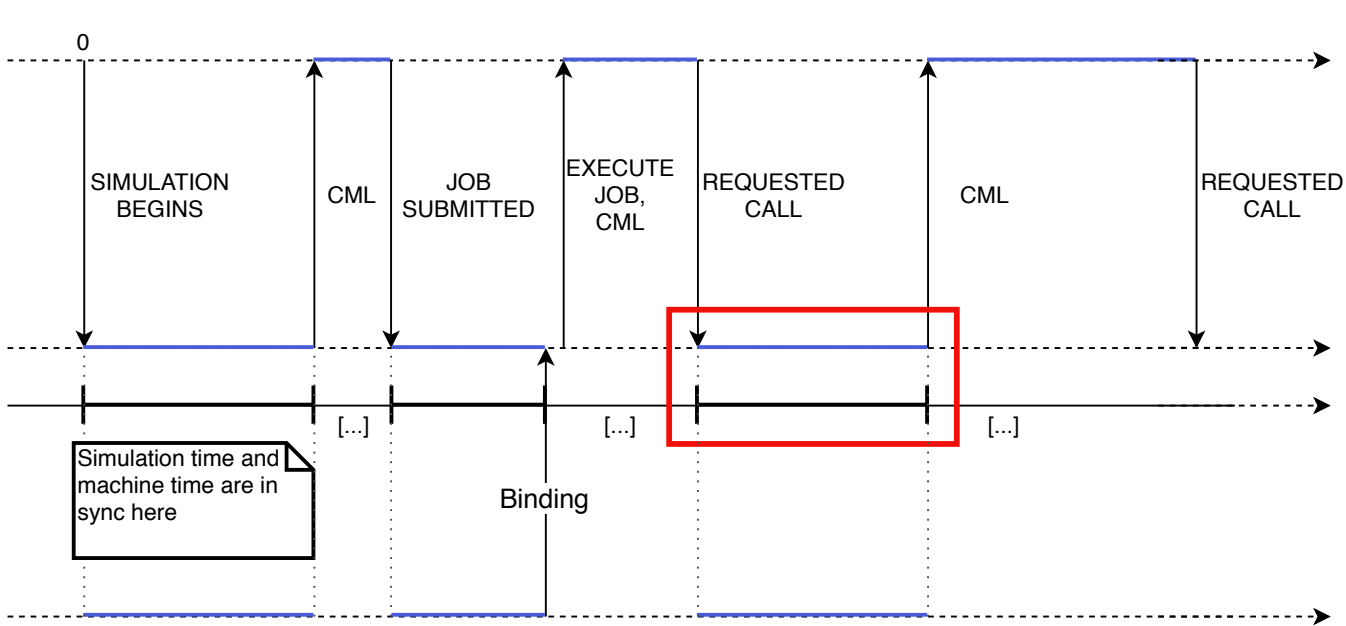 0
SIMULATION
BEGINS
CML
JOB
SUBMITTED
EXECUTE
JOB,
CML
REQUESTED
CALL
CML
REQUESTED
CALL
[...]
[...]
[...]
Simulation time and
machine time are in
sync here
Binding